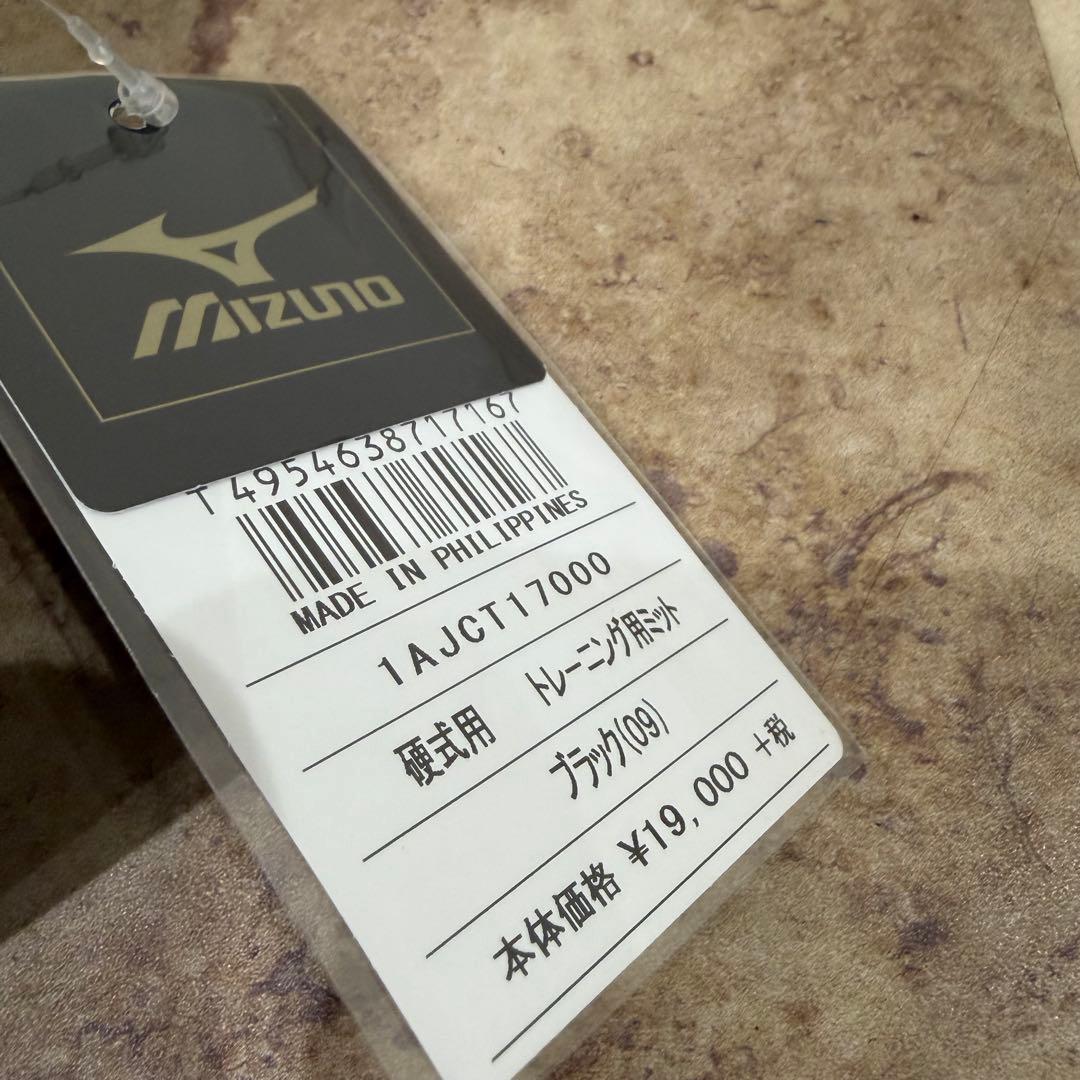 MIZUNO
T 4954638717167
MADE IN PHILIPPINES
1AJCT17000
硬式用 トレーニング用ミット
ブラック(09)
本体価格 ¥19,000 +税